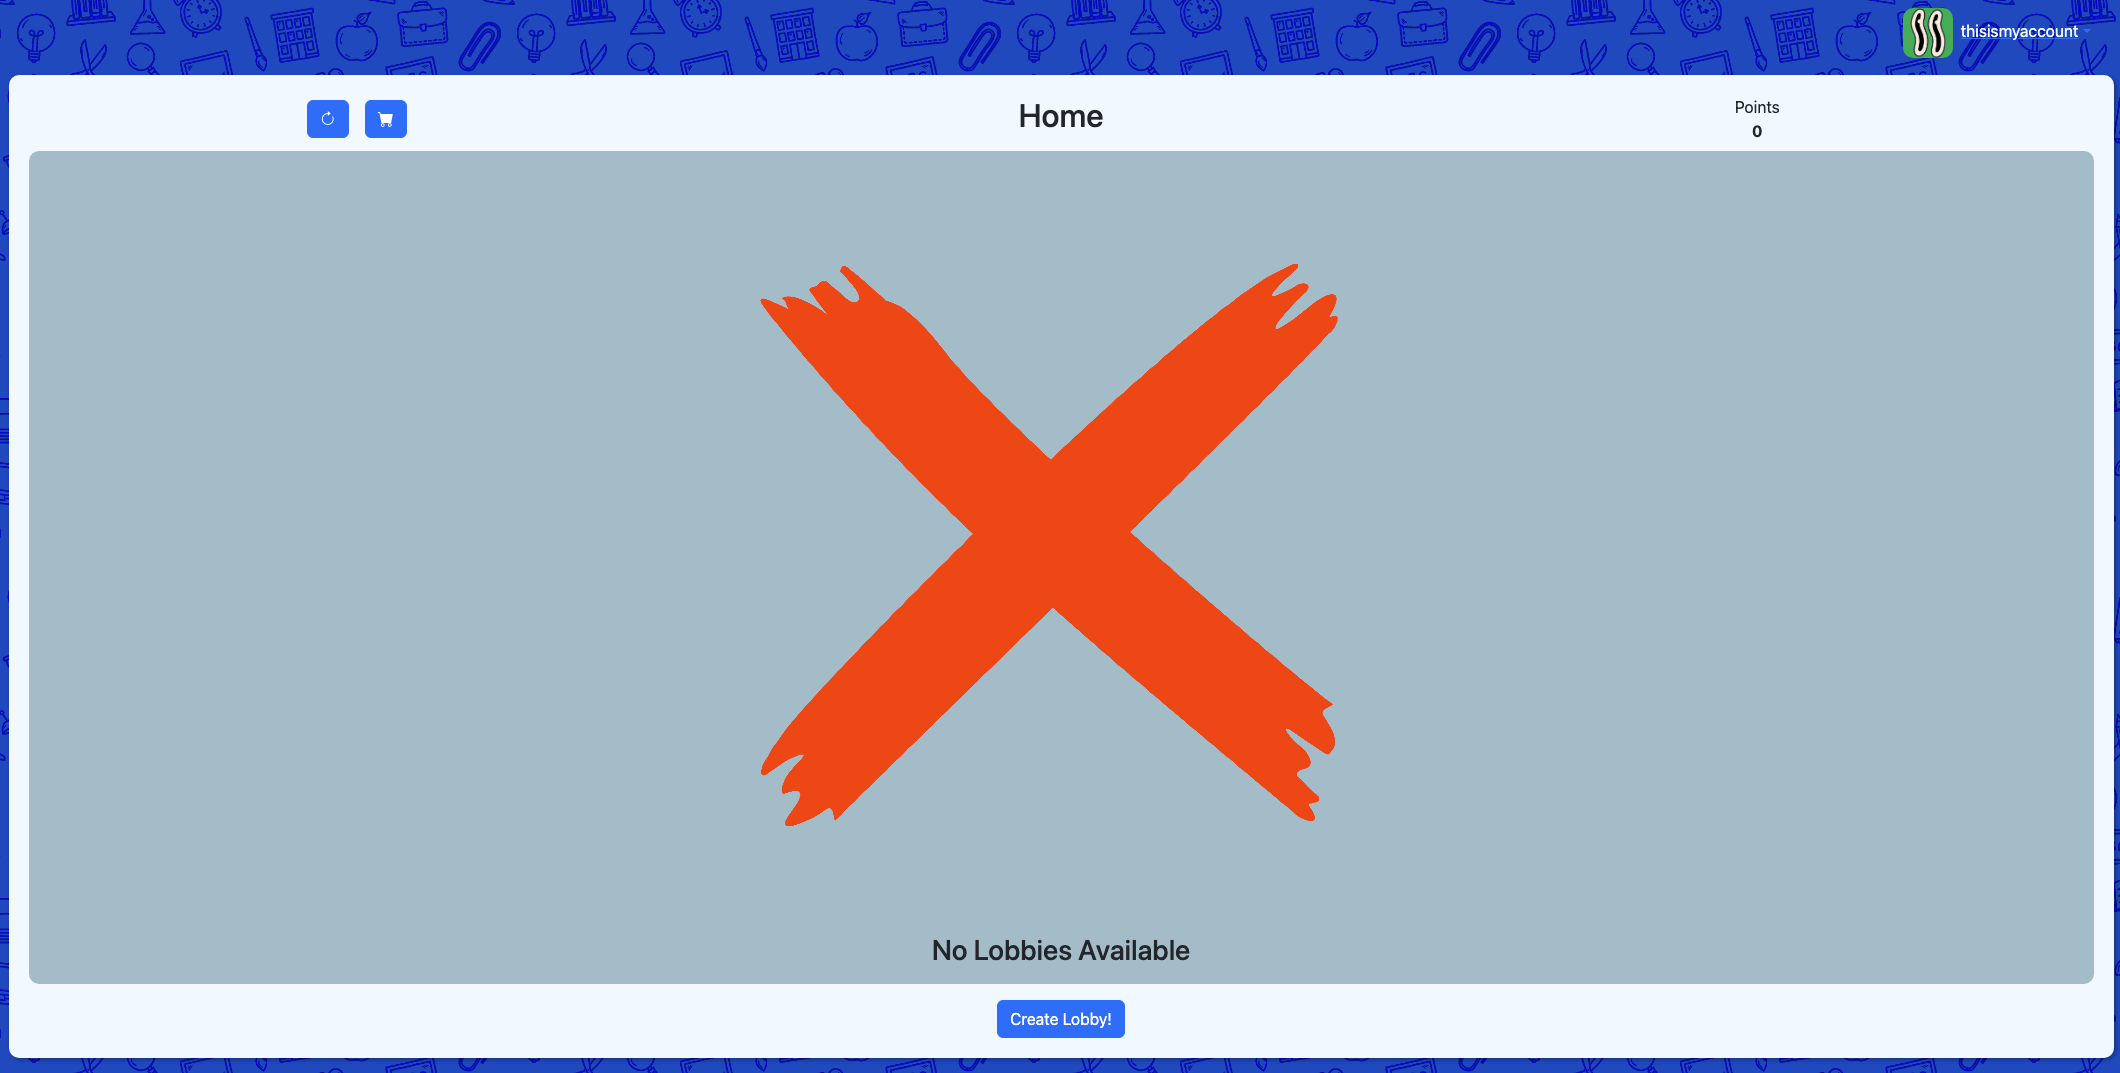 thisismyaccount
Home
Points
0
No Lobbies Available
Create Lobby!